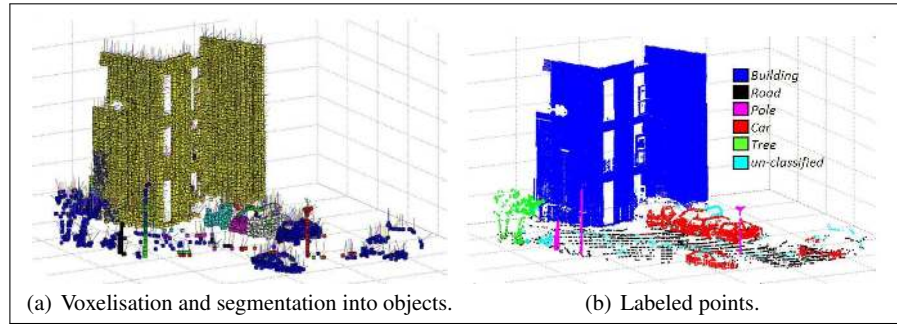 Building
Road
Pole
Car
Tree
un-classified
(a) Voxelisation and segmentation into objects.
(b) Labeled points.